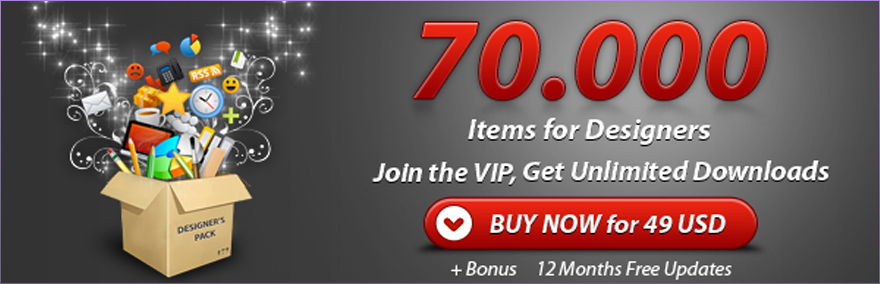 70.000
Items for Designers
Join the VIP, Get Unlimited Downloads
BUY NOW for 49 USD
+ Bonus 12 Months Free Updates
RSS
DESIGNER'S
PACK